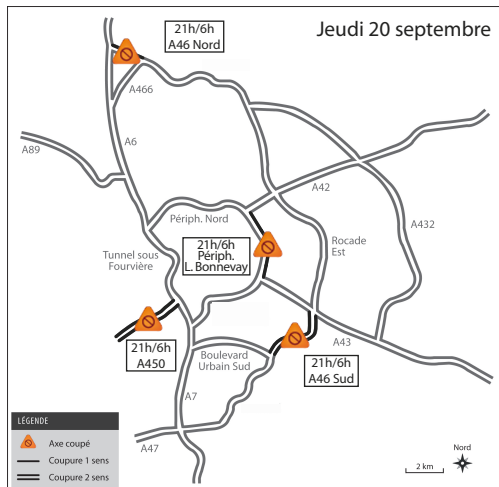 Jeudi 20 septembre
21h/6h
A46 Nord
A466
A6
A89
A42
Périph. Nord
A432
21h/6h
Périph.
L. Bonnevay
Rocade
Est
Tunnel sous
Fourvière
21h/6h
A450
Boulevard
Urbain Sud
A43
21h/6h
A46 Sud
A7
A47
LÉGENDE
Axe coupé
Coupure 1 sens
Coupure 2 sens
2 km
Nord